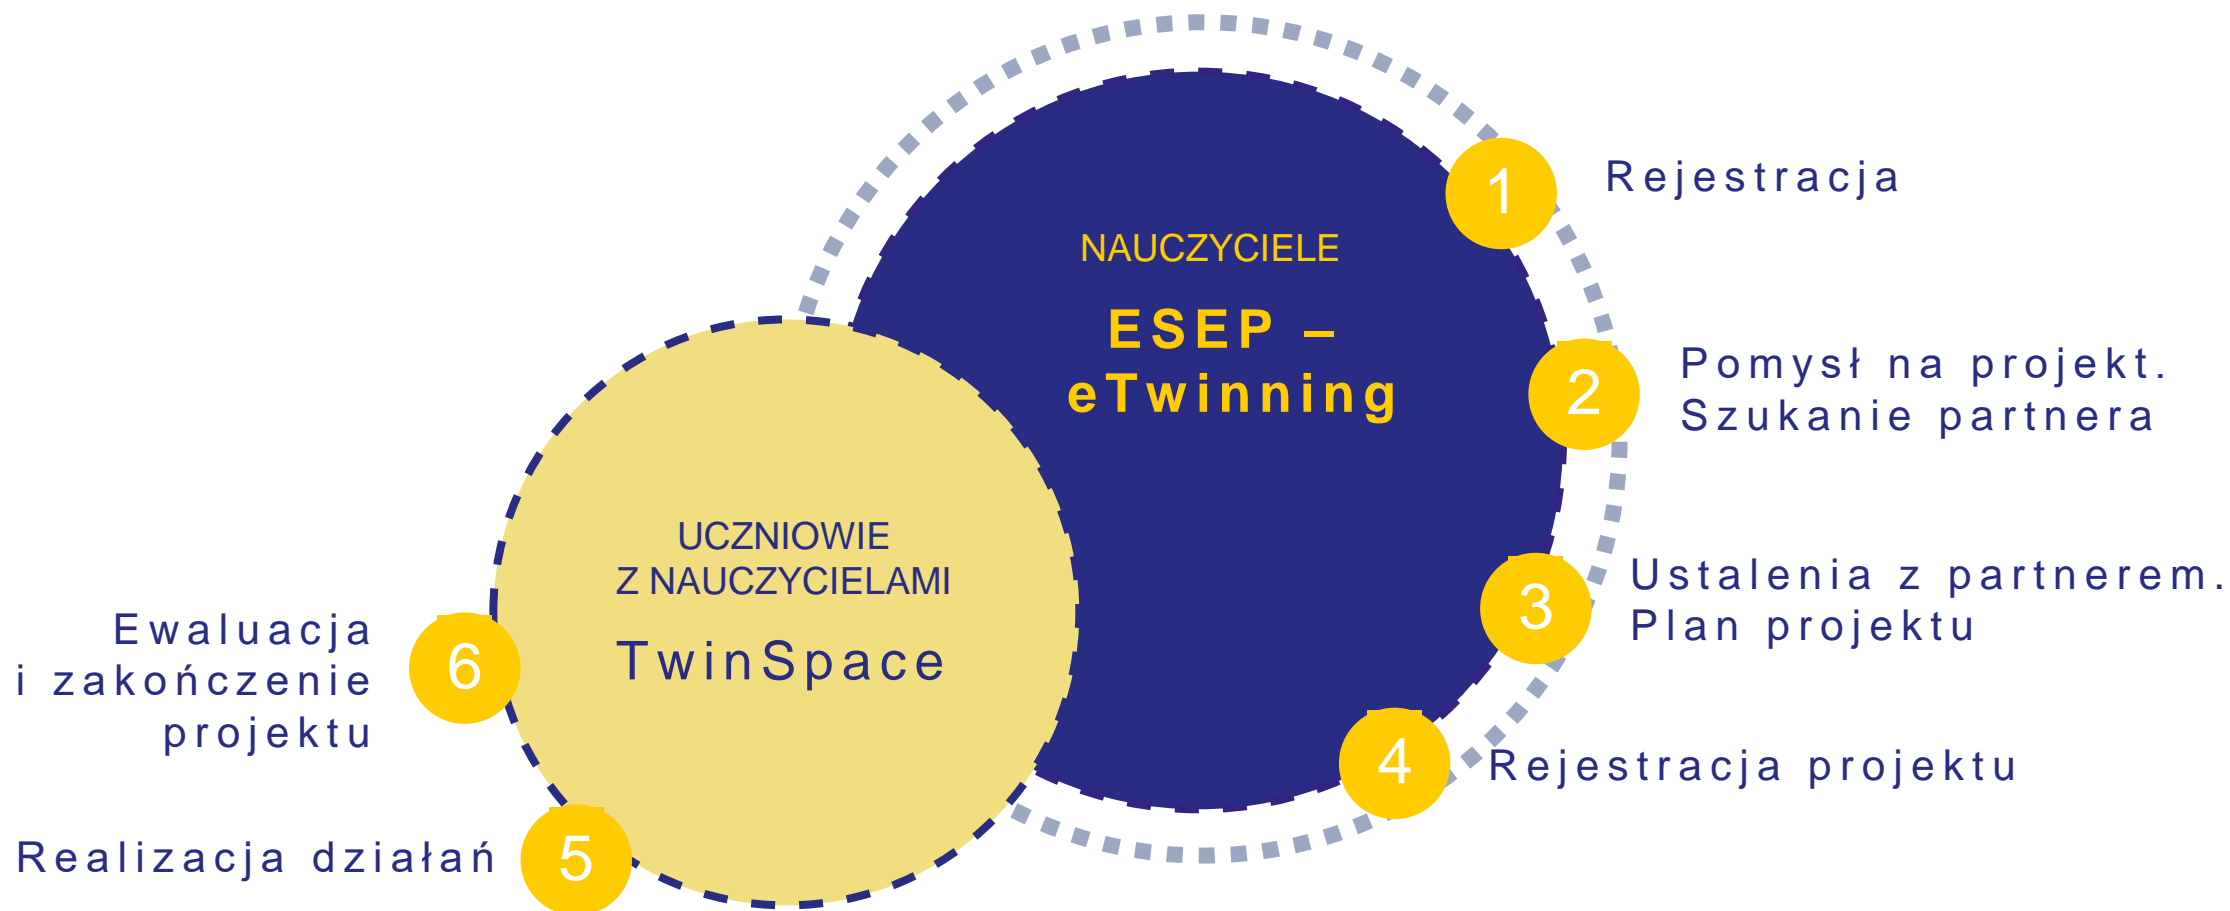 NAUCZYCIELE
ESEP –
eTwinning
1
Rejestracja
2
Pomysł na projekt.
Szukanie partnera
3
Ustalenia z partnerem.
Plan projektu
4
Rejestracja projektu
UCZNIOWIE
Z NAUCZYCIELAMI
TwinSpace
5
Realizacja działań
6
Ewaluacja
i zakończenie
projektu